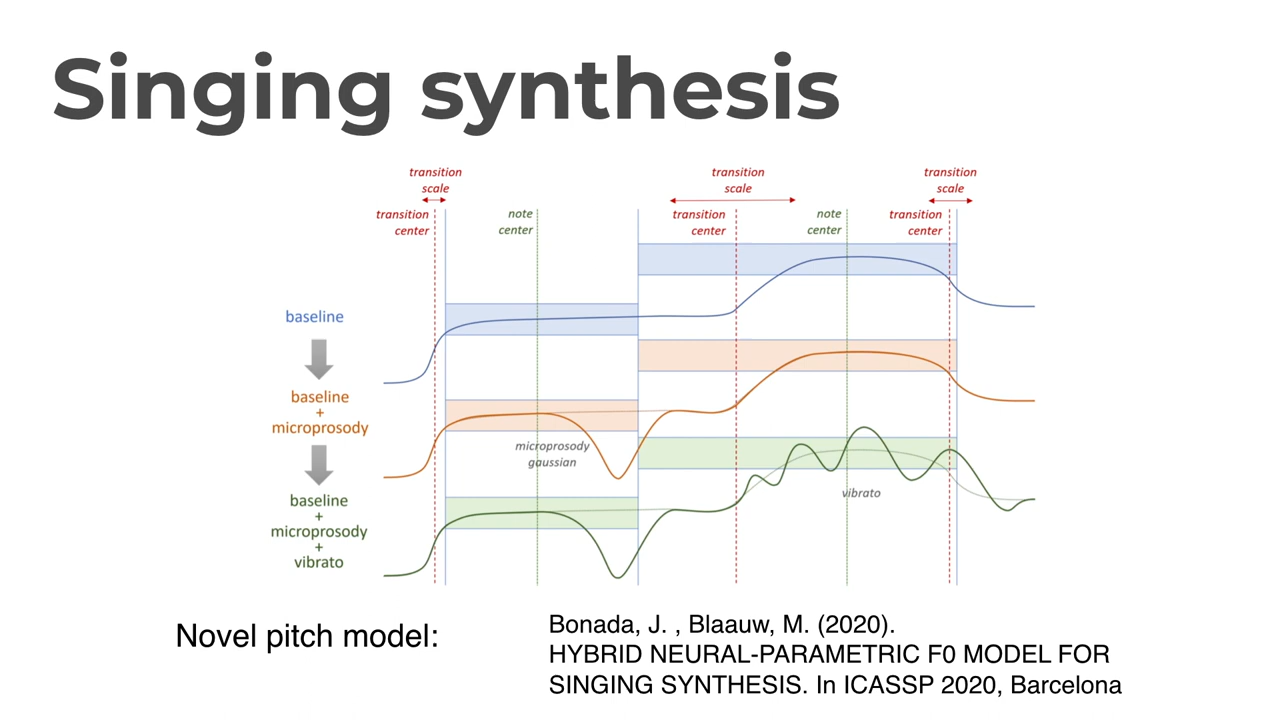 Singing synthesis
transition
scale
transition
scale
transition
scale
transition
center
note
center
transition
center
note
center
transition
center
baseline
baseline
+
microprosody
microprosody
gaussian
vibrato
baseline
+
microprosody
+
vibrato
Novel pitch model:
Bonada, J. , Blaauw, M. (2020).
HYBRID NEURAL-PARAMETRIC F0 MODEL FOR
SINGING SYNTHESIS. In ICASSP 2020, Barcelona